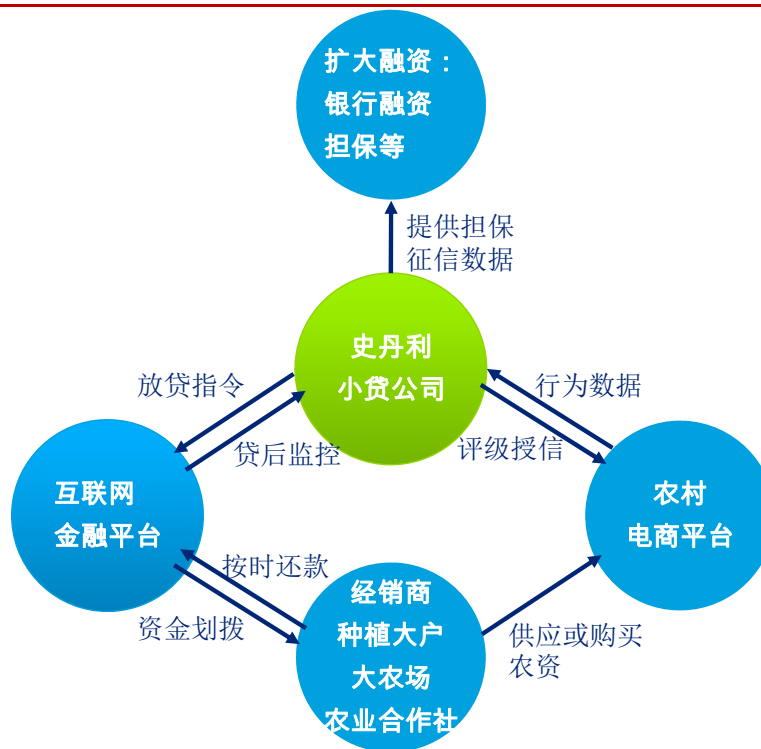 扩大融资：
银行融资
担保等
提供担保
征信数据
史丹利
小贷公司
放贷指令
行为数据
贷后监控
评级授信
互联网
金融平台
农村
电商平台
按时还款
资金划拨
经销商
种植大户
大农场
农业合作社
供应或购买
农资